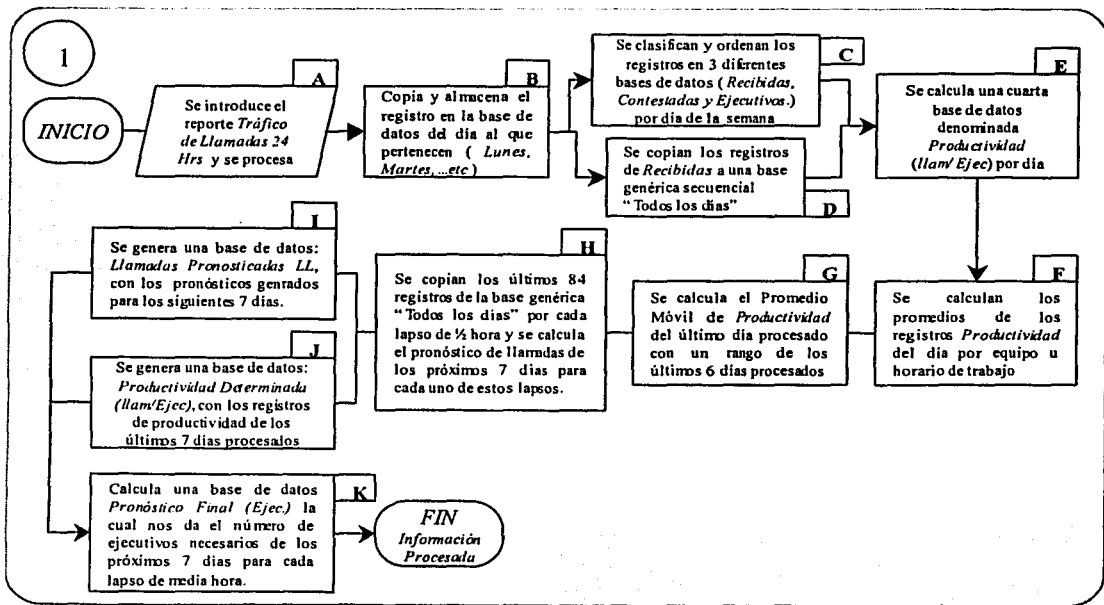 1
INICIO
A
Se introduce el
reporte Tráfico
de Llamadas 24
Hrs y se procesa
B
Copia y almacena el
registro en la base de
datos del día al que
pertenecen ( Lunes,
Martes, ...etc )
C
Se clasifican y ordenan los
registros en 3 diferentes
bases de datos ( Recibidas,
Contestadas y Ejecutivos.)
por día de la semana
Se copian los registros
de Recibidas a una base
genérica secuencial
"Todos los días"
D
E
Se calcula una cuarta
base de datos
denominada
Productividad
(llam/ Ejec) por día
F
Se calculan los
promedios de los
registros Productividad
del día por equipo u
horario de trabajo
G
Se calcula el Promedio
Móvil de Productividad
del último día procesado
con un rango de los
últimos 6 días procesados
H
Se copian los últimos 84
registros de la base genérica
"Todos los días" por cada
lapso de ½ hora y se calcula
el pronóstico de llamadas de
los próximos 7 días para
cada uno de estos lapsos.
I
Se genera una base de datos:
Llamadas Pronosticadas LL,
con los pronósticos genrados
para los siguientes 7 días.
J
Se genera una base de datos:
Productividad Determinada
(llam/Ejec), con los registros
de productividad de los
últimos 7 días procesados
K
Calcula una base de datos
Pronóstico Final (Ejec.) la
cual nos da el número de
ejecutivos necesarios de los
próximos 7 días para cada
lapso de media hora.
FIN
Información
Procesada